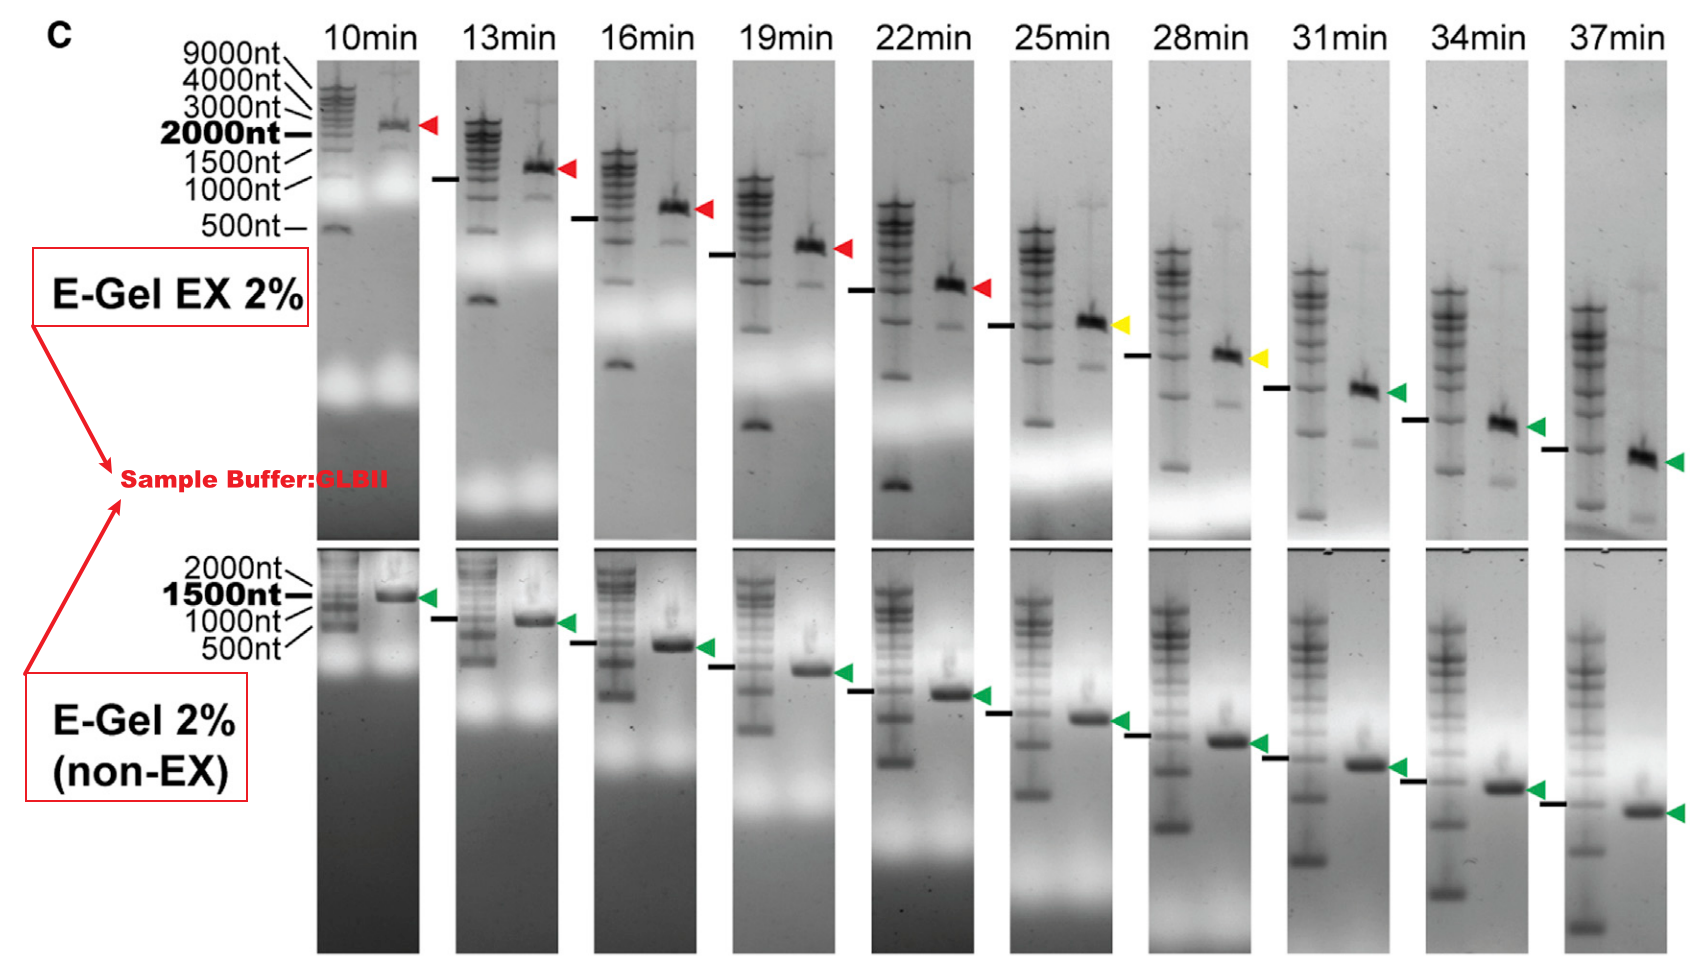 C
10min 13min 16min 19min 22min 25min 28min 31min 34min 37min
9000nt
4000nt
3000nt
2000nt
1500nt
1000nt
500nt
E-Gel EX 2%
Sample Buffer:GLBII
2000nt
1500nt
1000nt
500nt
E-Gel 2%
(non-EX)